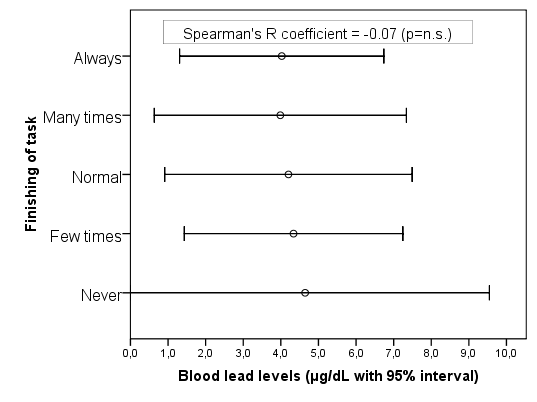 Spearman's R coefficient = -0.07 (p=n.s.)
Finishing of task
Always
Many times
Normal
Few times
Never
0,0 1,0 2,0 3,0 4,0 5,0 6,0 7,0 8,0 9,0 10,0
Blood lead levels (µg/dL with 95% interval)